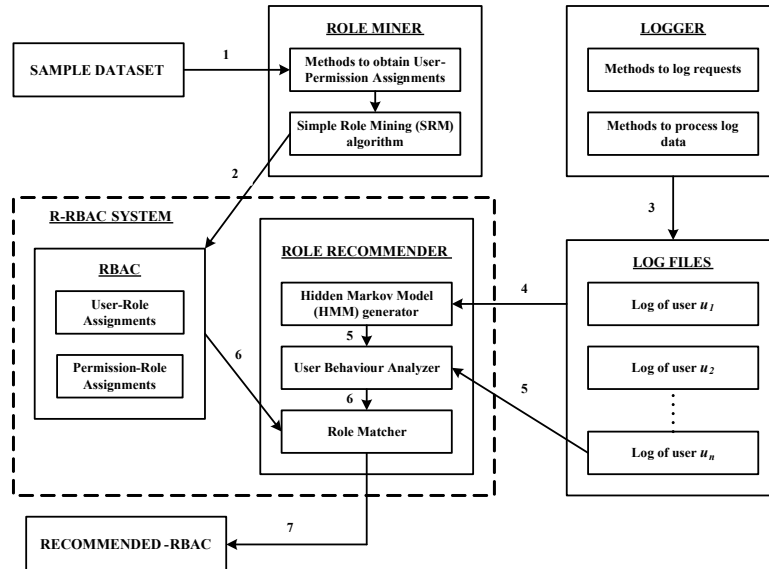 ROLE MINER
LOGGER
SAMPLE DATASET
1
Methods to obtain User-
Permission Assignments
Simple Role Mining (SRM)
algorithm
Methods to log requests
Methods to process log
data
2
3
R-RBAC SYSTEM
RBAC
User-Role
Assignments
Permission-Role
Assignments
6
ROLE RECOMMENDER
Hidden Markov Model
(HMM) generator
5
User Behaviour Analyzer
6
Role Matcher
4
5
LOG FILES
Log of user u1
Log of user u2
Log of user un
7
RECOMMENDED -RBAC